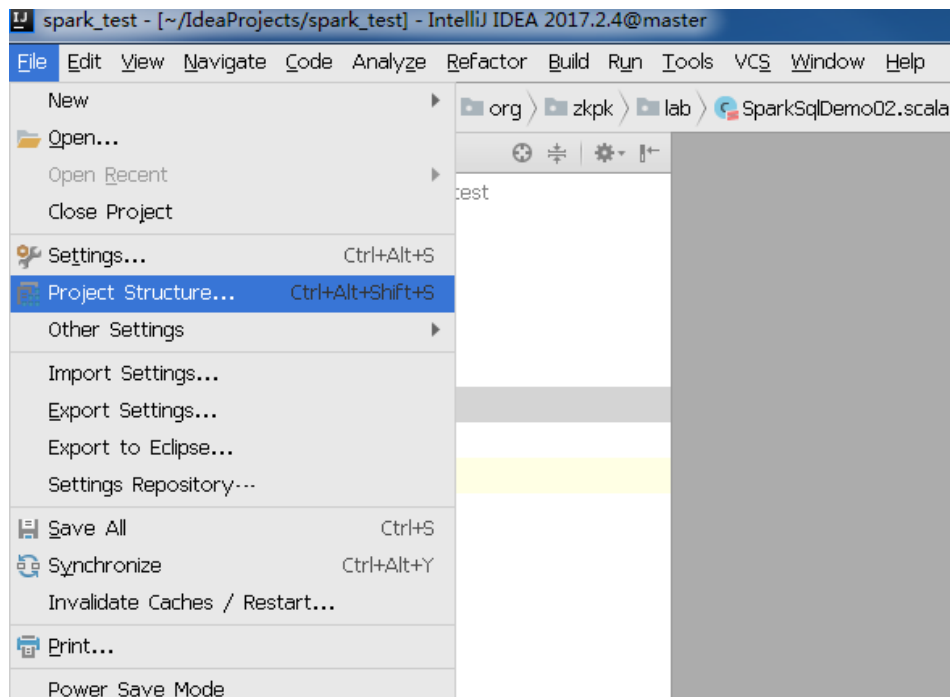 IJ spark_test - [~/IdeaProjects/spark_test] - IntelliJ IDEA 2017.2.4@master
File Edit View Navigate Code Analyze Refactor Build Run Tools VCS Window Help
org zkpk lab SparkSqlDemo02.scala
New
Open...
Open Recent
test
Close Project
Settings... Ctrl+Alt+S
Project Structure... Ctrl+Alt+Shift+S
Other Settings
Import Settings...
Export Settings...
Export to Eclipse...
Settings Repository...
Save All Ctrl+S
Synchronize Ctrl+Alt+Y
Invalidate Caches / Restart...
Print...
Power Save Mode